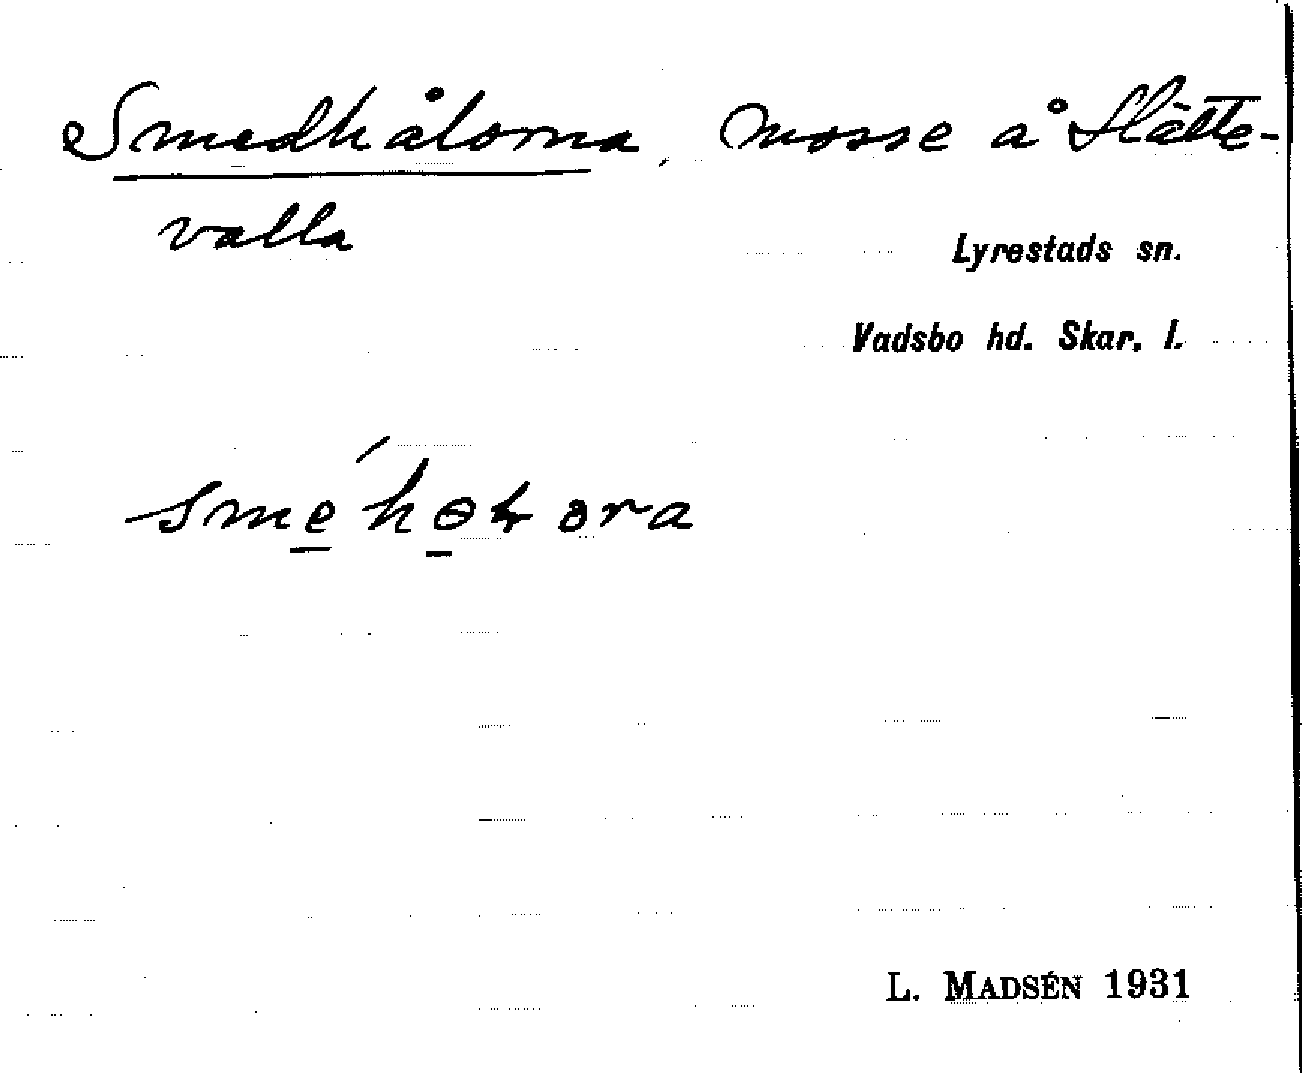 Smedhålorna, mosse å Slätte-
valla
Lyrestads sn.
Vadsbo hd. Skar. l.
L. MADSÉN 1931